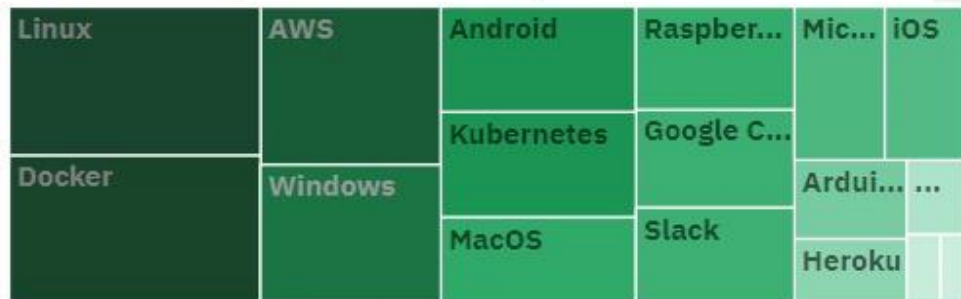 Linux
Docker
AWS
Windows
Android
Kubernetes
MacOS
Raspber...
Google C...
Slack
Mic...
iOS
Ardui...
...
Heroku